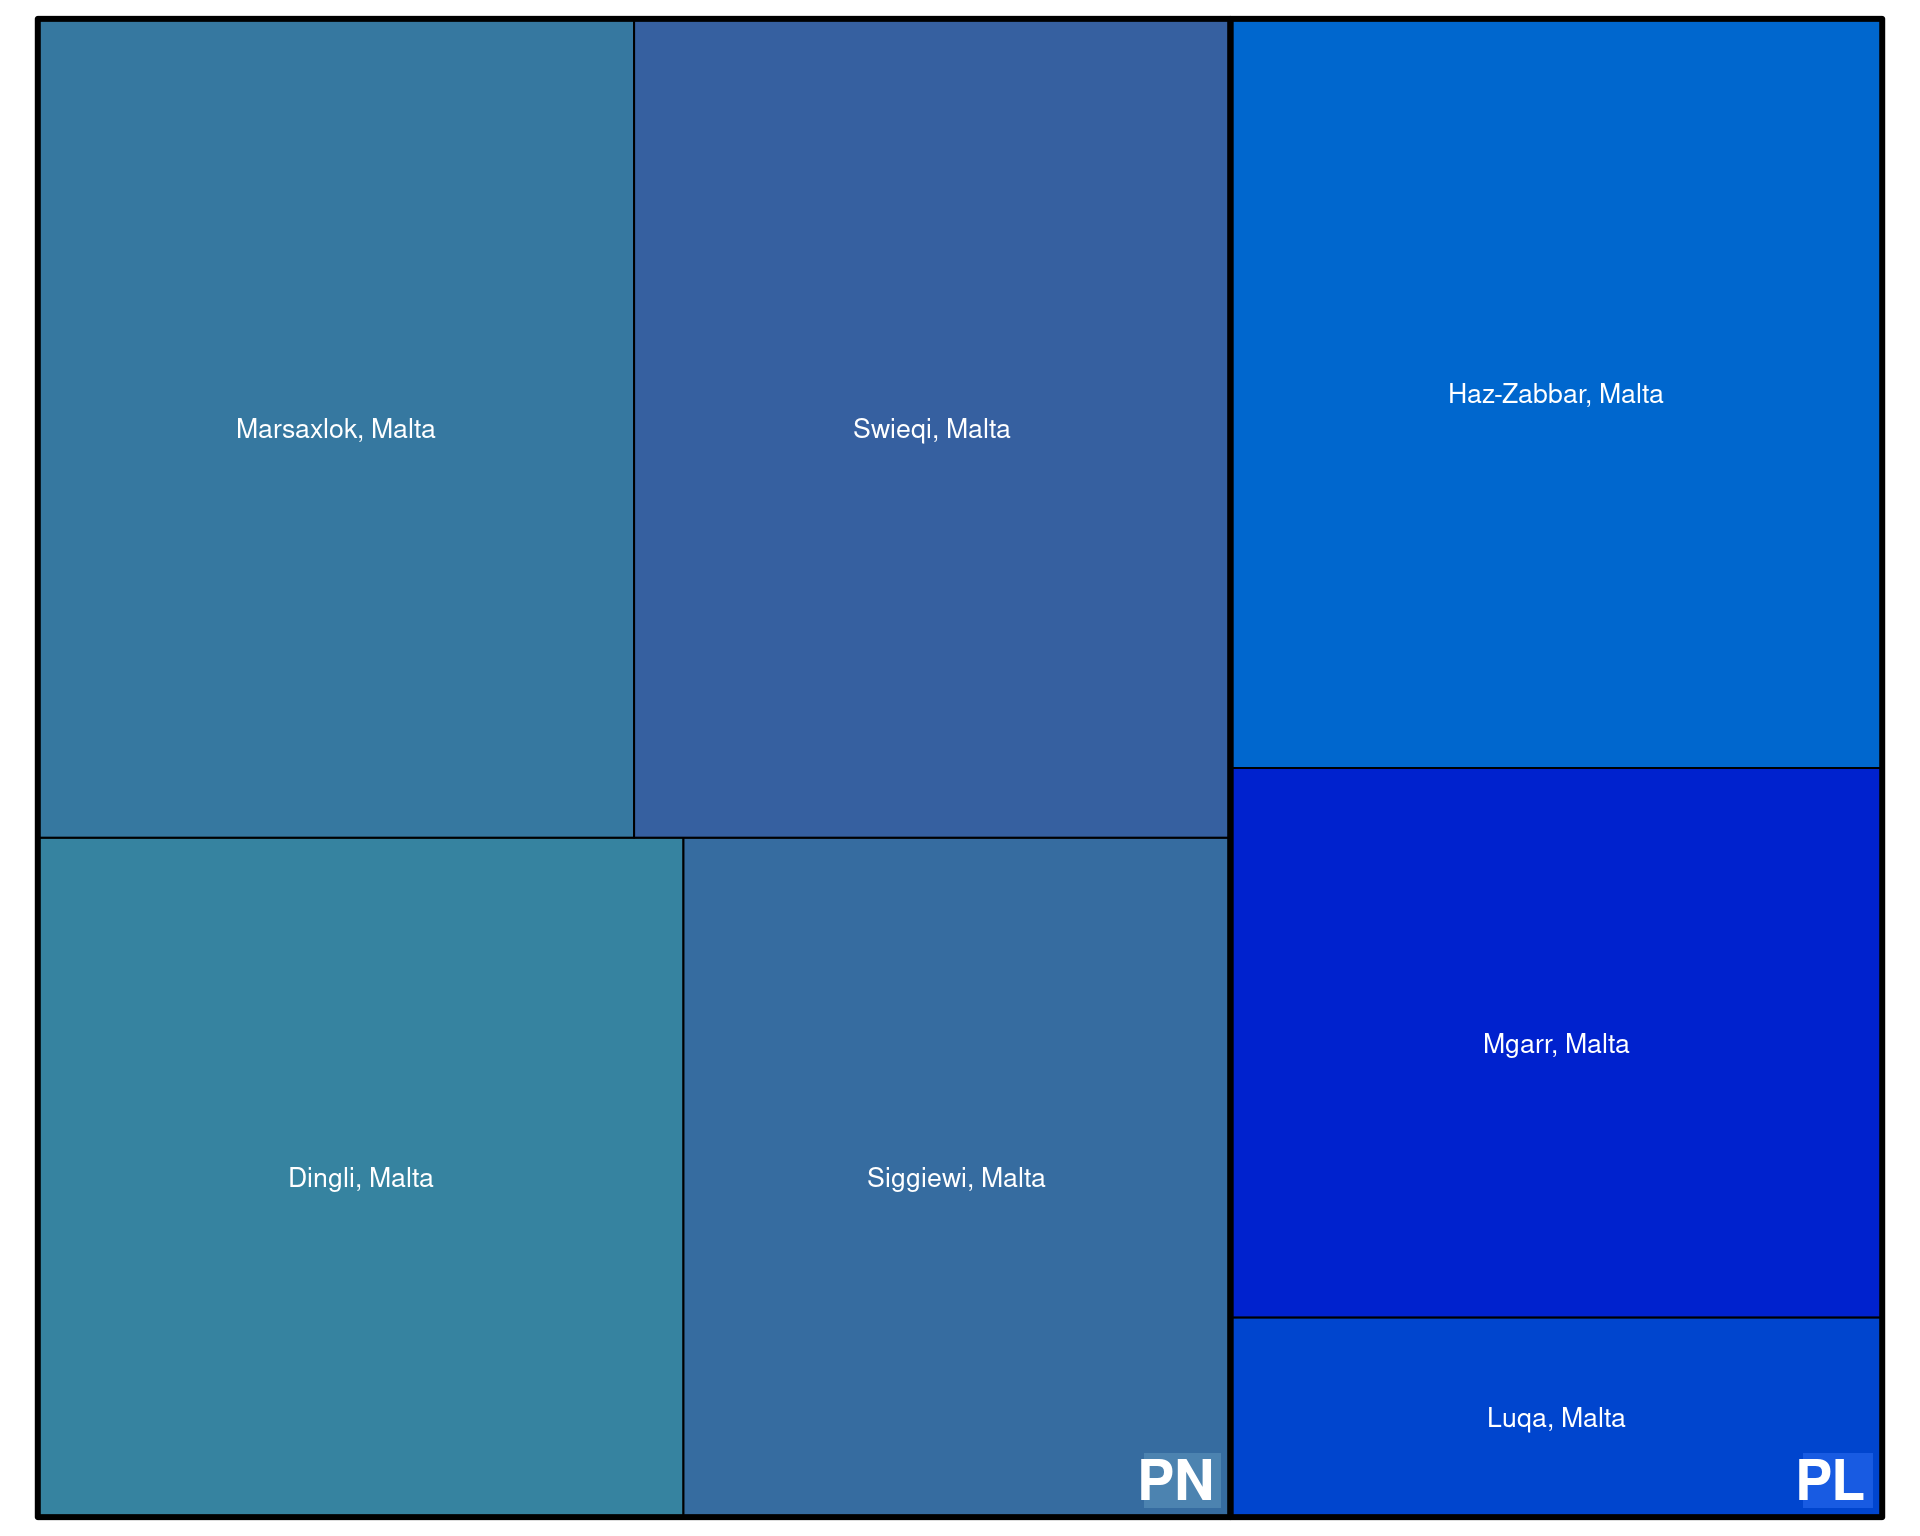 Marsaxlok, Malta
Swieqi, Malta
Haz-Zabbar, Malta
Mgarr, Malta
Dingli, Malta
Siggiewi, Malta
Luqa, Malta
PN
PL